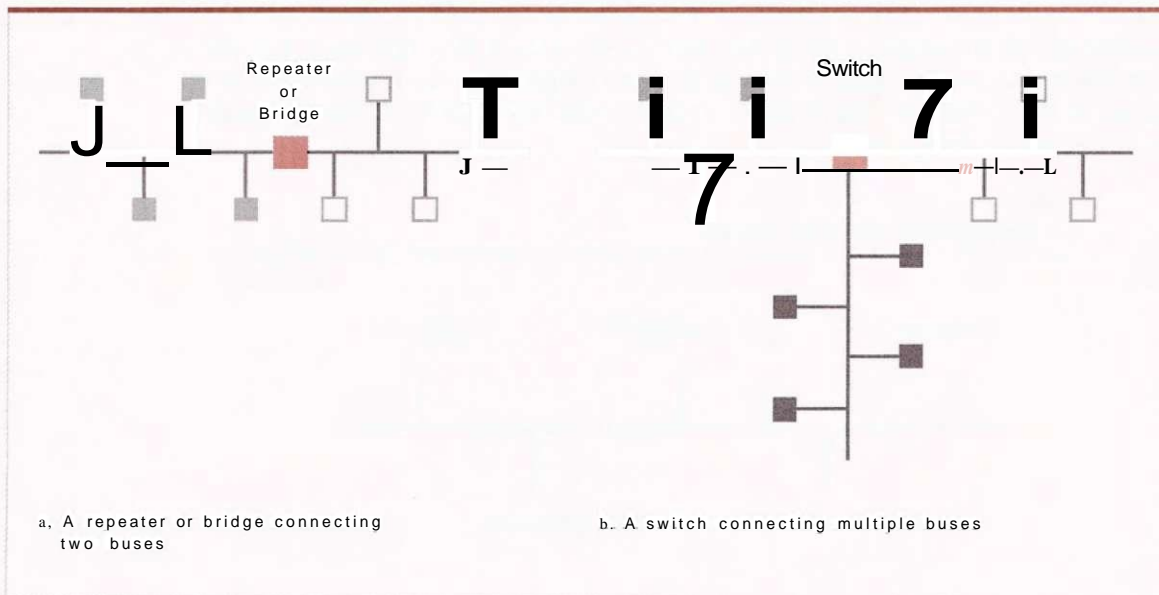 Repeater
or
Bridge
Switch
a, A repeater or bridge connecting
two buses
b. A switch connecting multiple buses